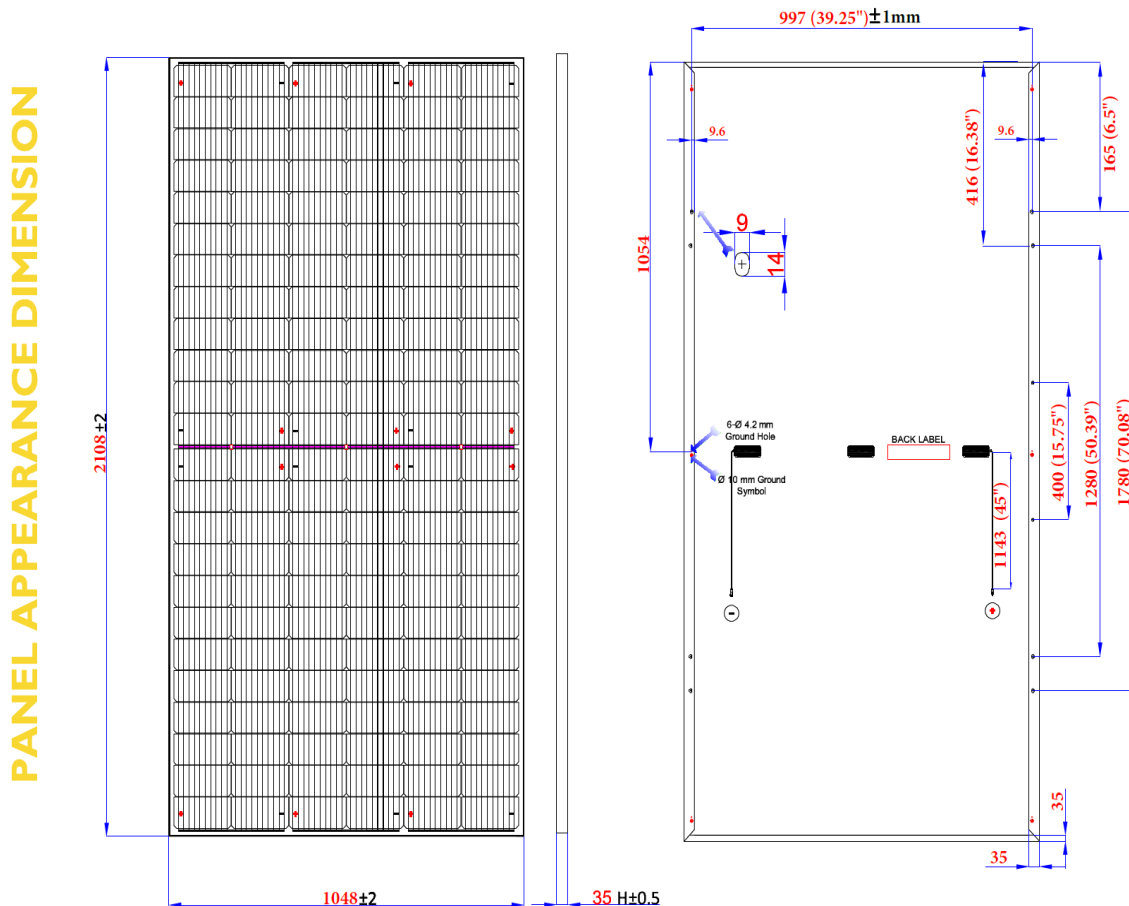 PANEL APPEARANCE DIMENSION
2108±2
1048±2
35 H±0.5
997 (39.25")±1mm
9.6
9.6
416 (16.38")
165 (6.5")
1054
9
14
6-Ø 4.2 mm
Ground Hole
Ø 10 mm Ground
Symbol
BACK LABEL
1143 (45")
400 (15.75")
1280 (50.39")
1780 (70.08")
35
35